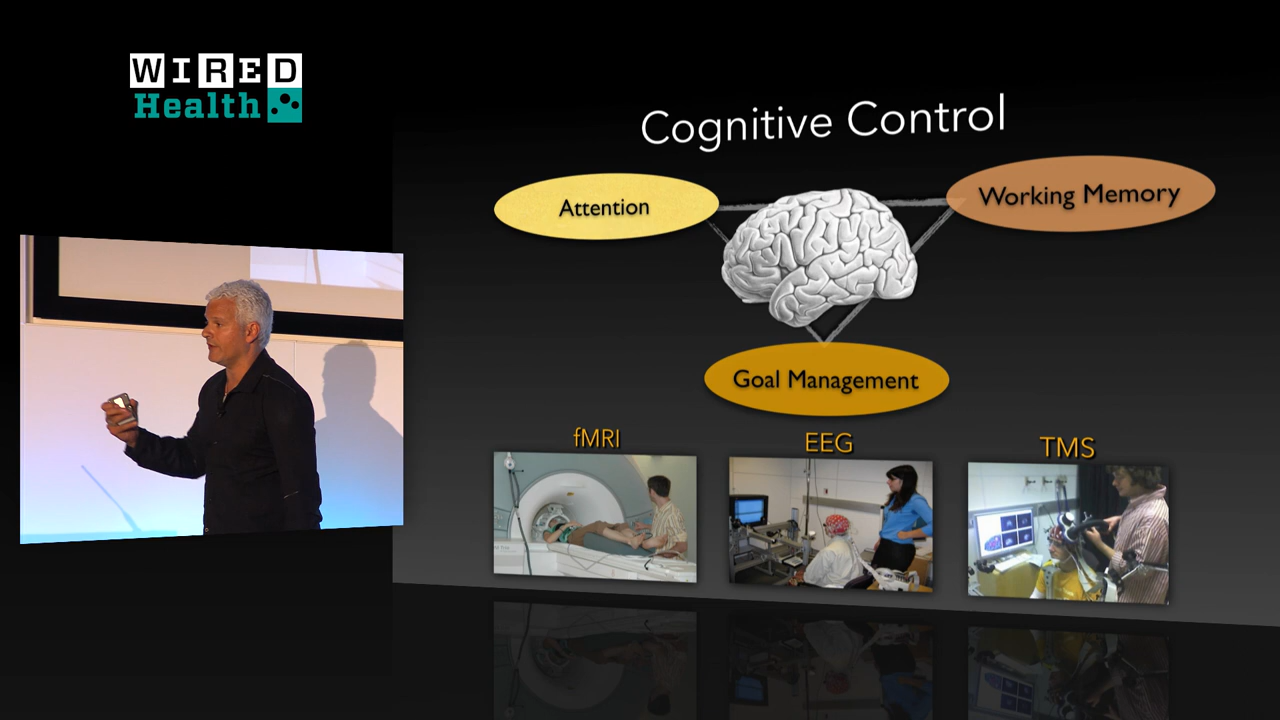 WIRED
Health
Cognitive Control
Attention
Working Memory
Goal Management
fMRI
EEG
TMS